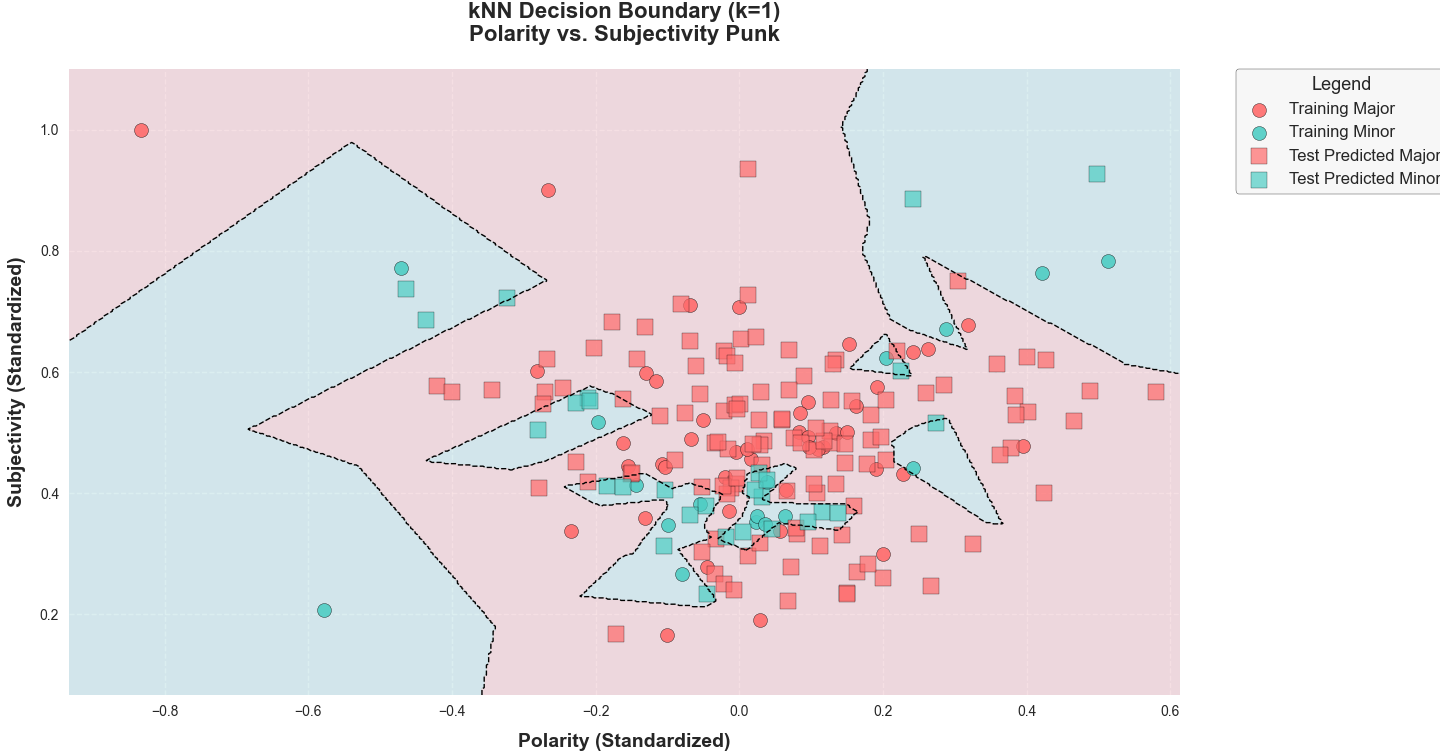 kNN Decision Boundary (k=1)
Polarity vs. Subjectivity Punk
Legend
Training Major
Training Minor
Test Predicted Major
Test Predicted Minor
1.0
0.8
0.6
0.4
0.2
Subjectivity (Standardized)
−0.8
−0.6
−0.4
−0.2
0.0
0.2
0.4
0.6
Polarity (Standardized)